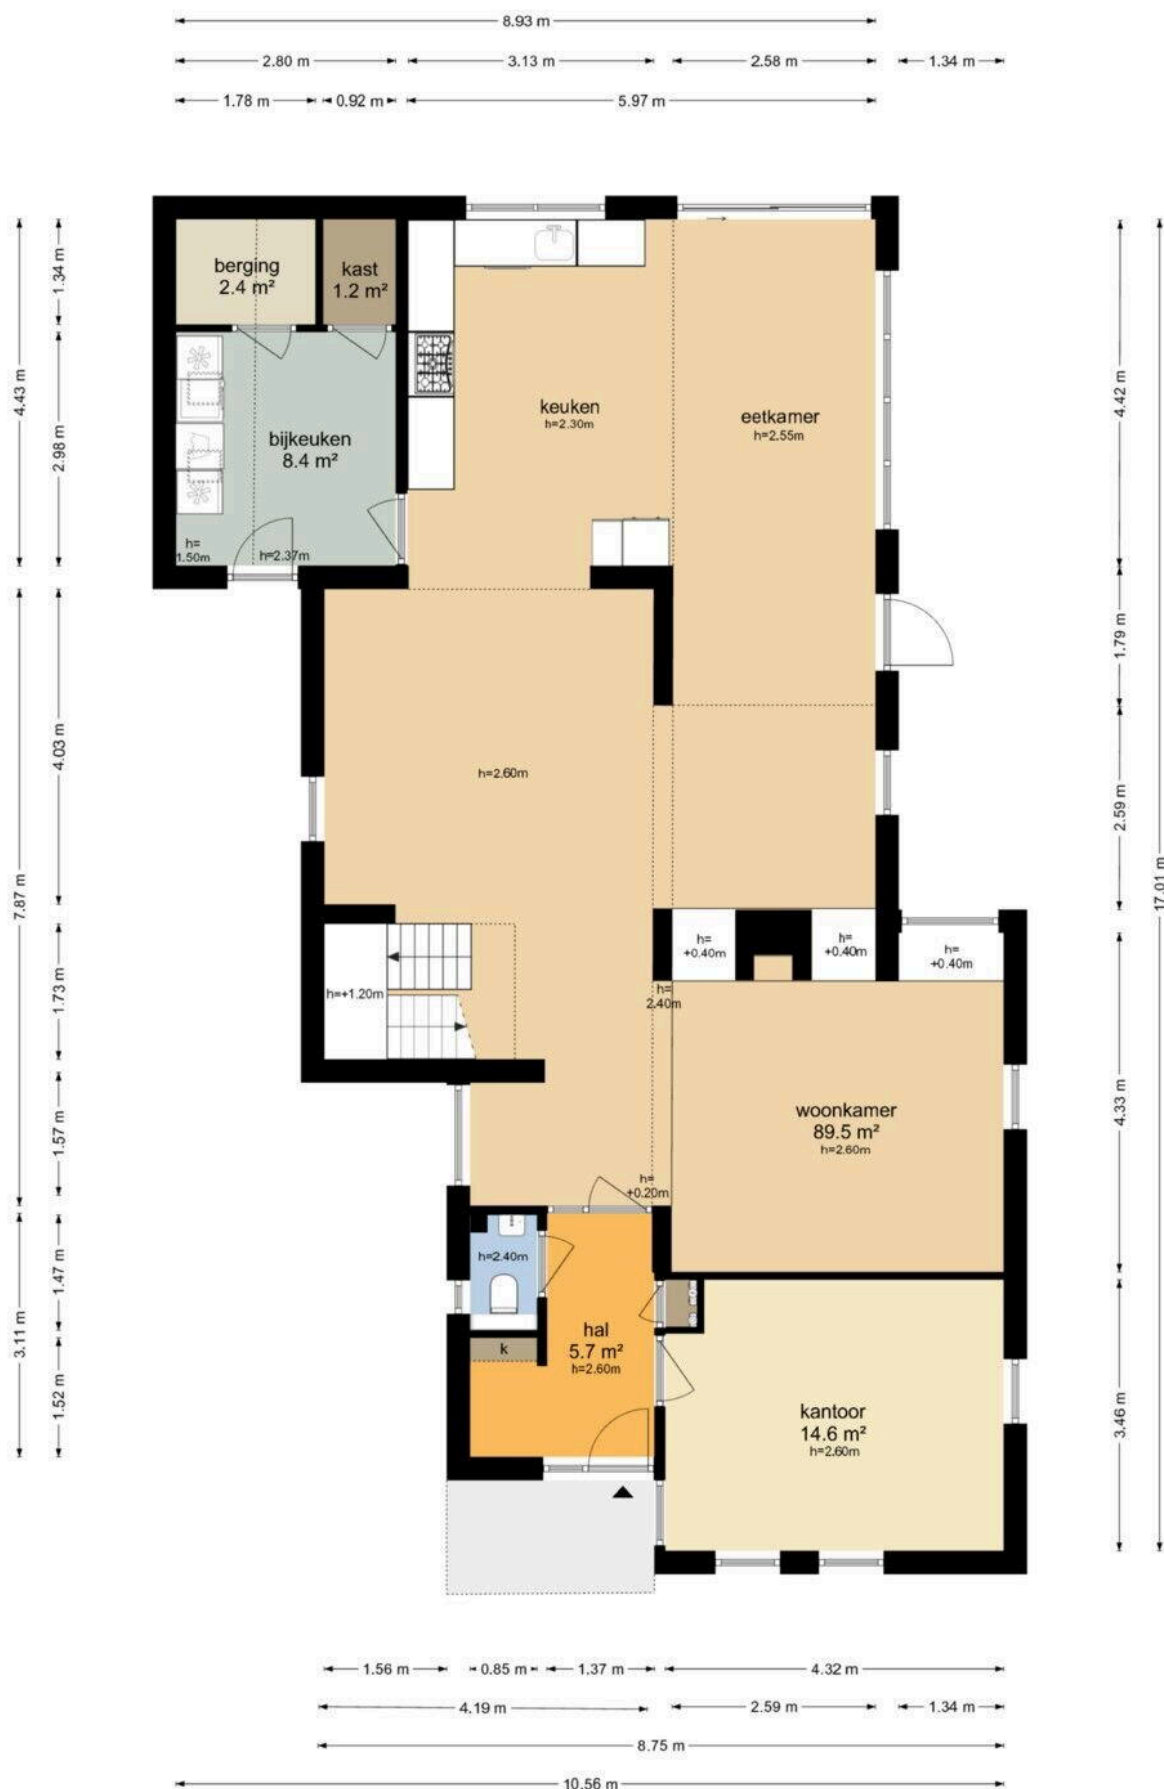 8.93 m
2.80 m
3.13 m
2.58 m
1.34 m
1.78 m
0.92 m
5.97 m
4.43 m
1.34 m
2.98 m
7.87 m
4.03 m
1.73 m
1.57 m
3.11 m
1.47 m
1.52 m
berging
2.4 m²
kast
1.2 m²
bijkeuken
8.4 m²
h=
1.50m
h=2.37m
keuken
h=2.30m
eetkamer
h=2.55m
h=2.60m
h=
+0.40m
h=
+0.40m
h=
+0.40m
h=+1.20m
h=
2.40m
woonkamer
89.5 m²
h=2.60m
h=
+0.20m
h=2.40m
hal
5.7 m²
h=2.60m
k
kantoor
14.6 m²
h=2.60m
4.42 m
1.79 m
2.59 m
4.33 m
3.46 m
17.01 m
1.56 m
0.85 m
1.37 m
4.32 m
4.19 m
2.59 m
1.34 m
8.75 m
10.56 m